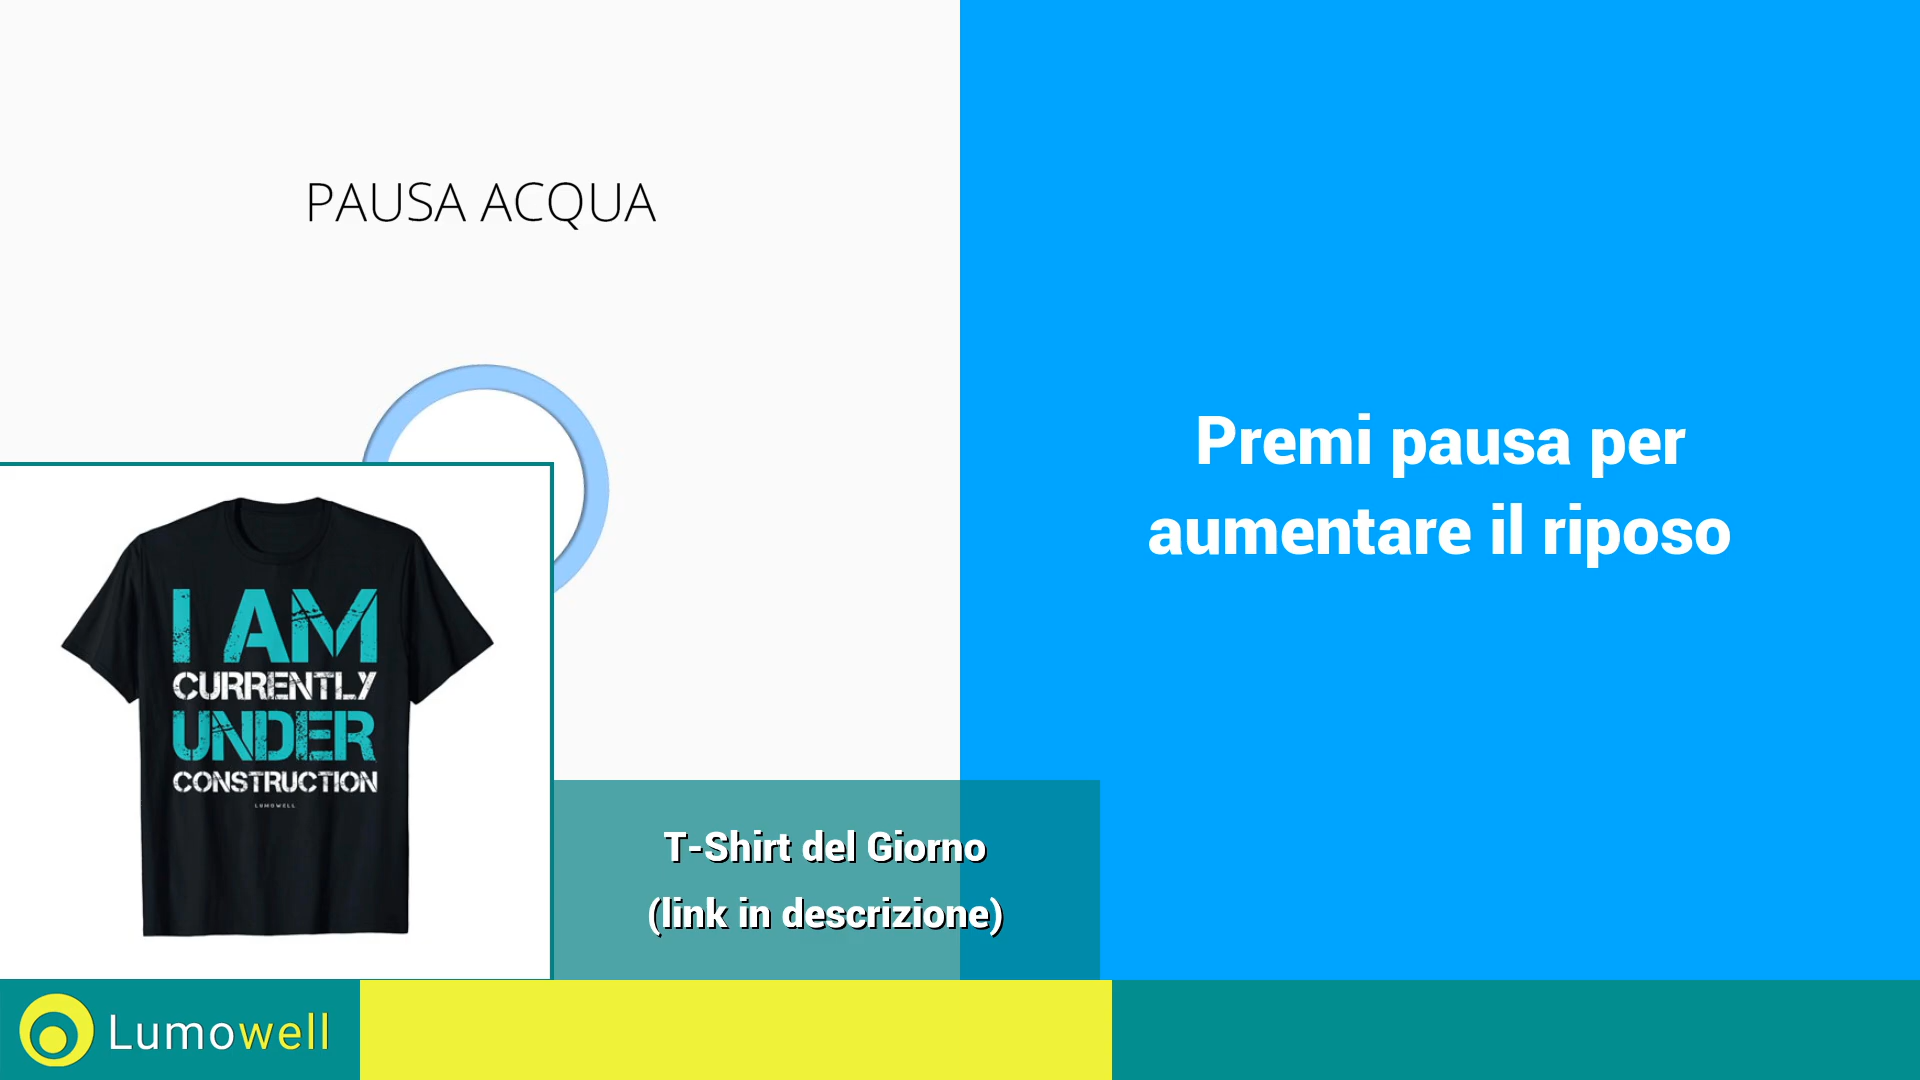 PAUSA ACQUA
Premi pausa per
aumentare il riposo
I AM
CURRENTLY
UNDER
CONSTRUCTION
LUMOWELL
T-Shirt del Giorno
(link in descrizione)
Lumowell